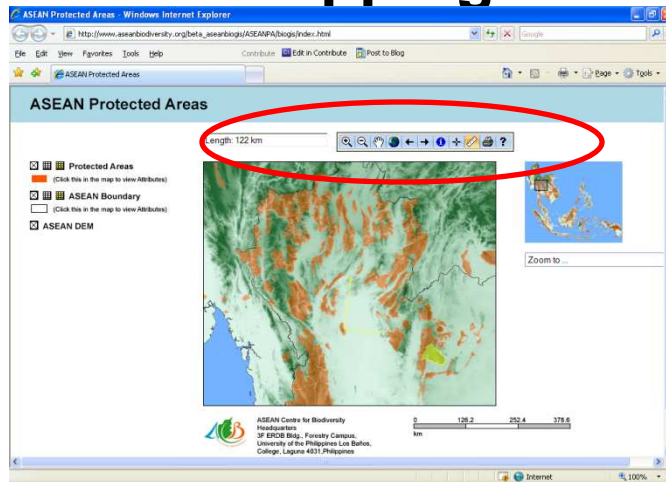 ASEAN Protected Areas - Windows Internet Explorer
http://www.aseanbiodiversity.org/beta_aseanbiogis/ASEANPA/biogis/index.html
Google
File Edit View Favorites Tools Help
Contribute Edit in Contribute Post to Blog
ASEAN Protected Areas
Page Tools
ASEAN Protected Areas
Length: 122 km
Protected Areas
(Click this in the map to view Attributes)
ASEAN Boundary
(Click this in the map to view Attributes)
ASEAN DEM
Zoom to ...
ASEAN Centre for Biodiversity
Headquarters
3F ERDB Bldg., Forestry Campus,
University of the Philippines Los Baños,
College, Laguna 4031,Philippines
0 126.2 252.4 378.6
km
Internet
100%